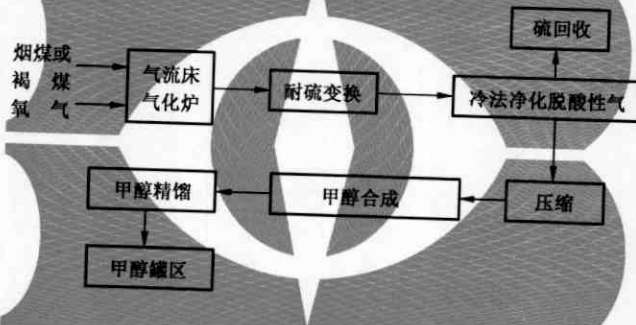 硫回收
烟煤或
褐煤
氧气
气流床
气化炉
耐硫变换
冷法净化脱酸性气
甲醇精馏
甲醇合成
压缩
甲醇罐区